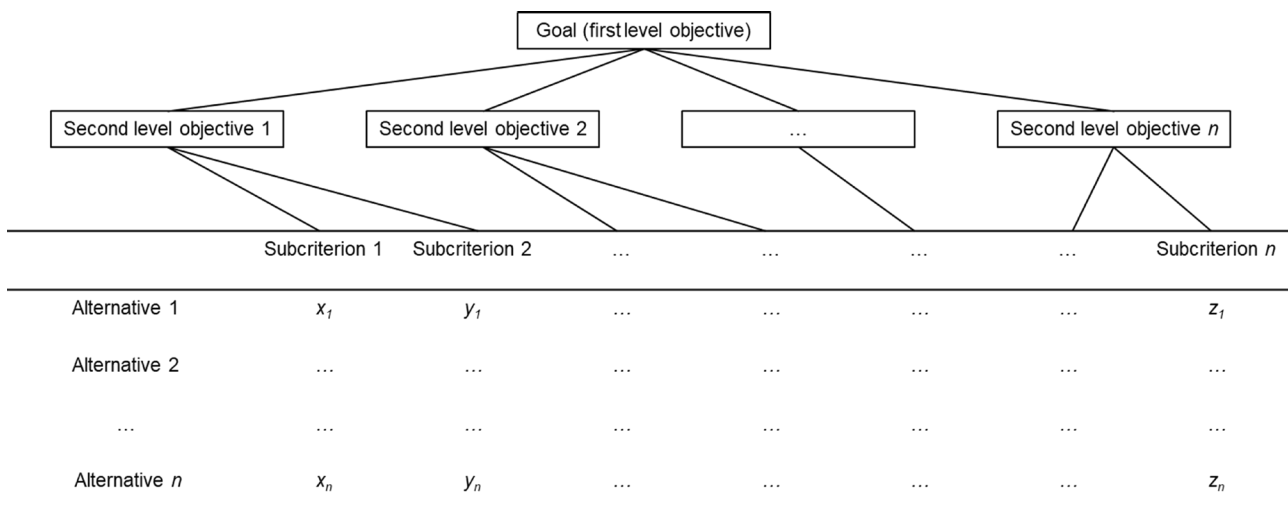 Goal (first level objective)
Second level objective 1 Second level objective 2 … Second level objective n
Subcriterion 1 Subcriterion 2 … … … … Subcriterion n
Alternative 1 x1 y1 … … … … z1
Alternative 2 … … … … … … …
… … … … … … … …
Alternative n xn yn … … … … zn